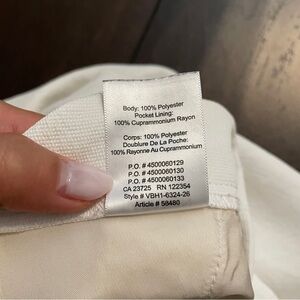 Body: 100% Polyester
Pocket Lining:
100% Cuprammonium Rayon
Corps: 100% Polyester
Doublure De La Poche:
100% Rayonne Au Cuprammonium
P.O. # 4500060129
P.O. # 4500060130
P.O. # 4500060133
CA 23725 RN 122354
Style # VBH1-6324-26
Article # 58480